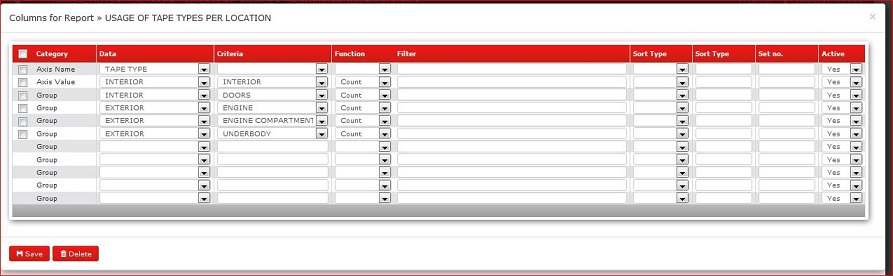 Columns for Report » USAGE OF TAPE TYPES PER LOCATION ×
Category Data Criteria Function Filter Sort Type Sort Type Set no. Active
Axis Name TAPE TYPE Yes
Axis Value INTERIOR INTERIOR Count Yes
Group INTERIOR DOORS Count Yes
Group EXTERIOR ENGINE Count Yes
Group EXTERIOR ENGINE COMPARTMENT Count Yes
Group EXTERIOR UNDERBODY Count Yes
Group Yes
Group Yes
Group Yes
Group Yes
Group Yes
Save Delete